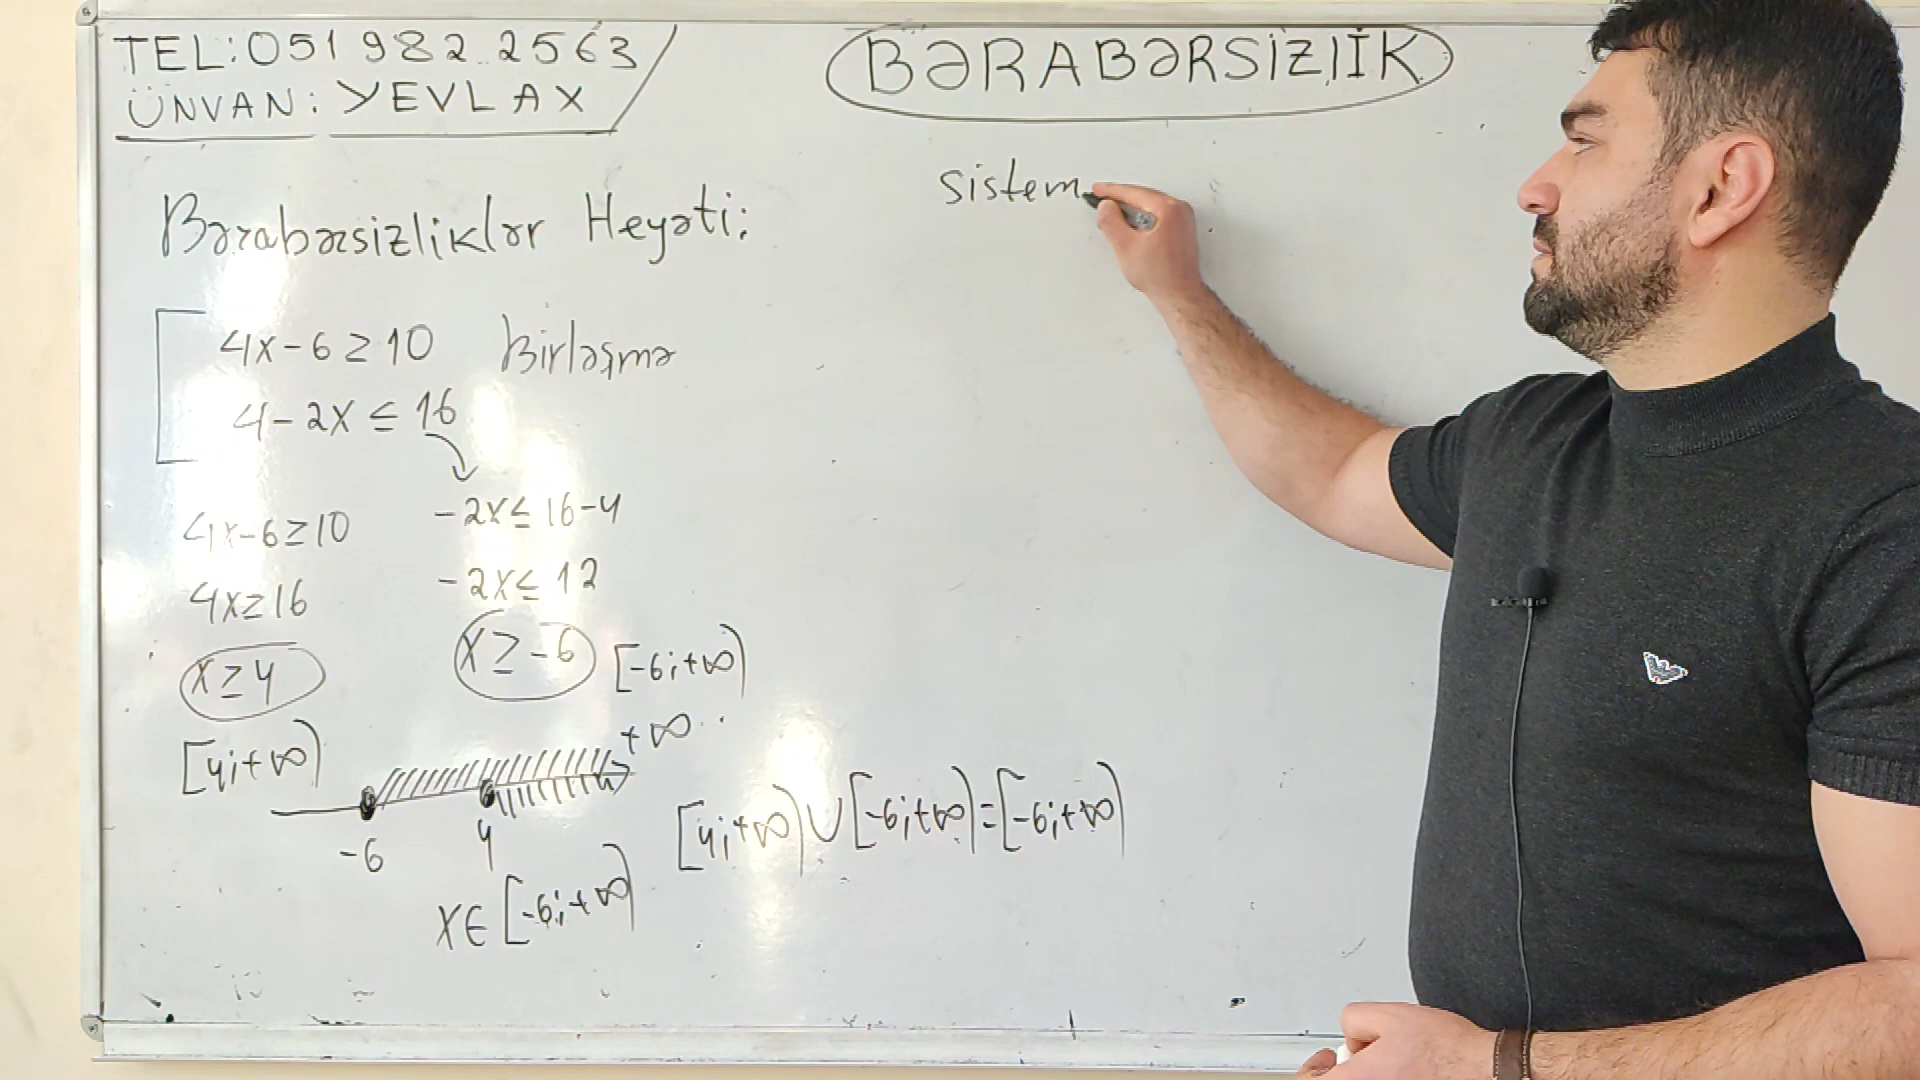 TEL: 051 982 2563
ÜNVAN: YEVLAX
BƏRABƏRSİZLİK
Bərabərsizliklər Heyəti:
4x-6≥10 Birləşmə
4-2x≤16
4x-6≥10
4x≥16
x≥4
[4;+∞)
-2x≤16-4
-2x≤12
x≥-6 [-6;+∞)
+∞
-6 4
x∈[-6;+∞)
[4;+∞)∪[-6;+∞)=[-6;+∞)
sistem